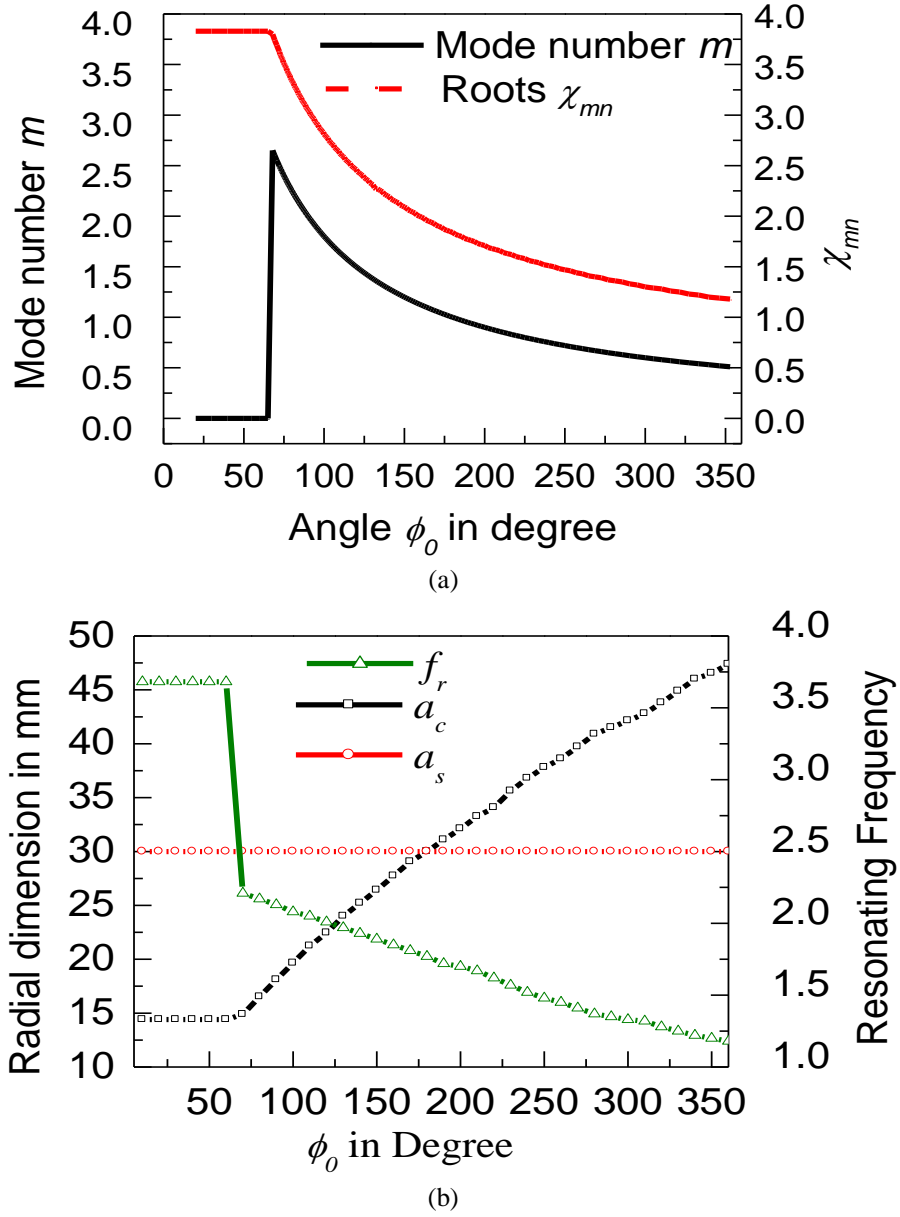 4.0
3.5
3.0
2.5
2.0
1.5
1.0
0.5
0.0
Mode number m
Mode number m
Roots χmn
4.0
3.5
3.0
2.5
2.0
1.5
1.0
0.5
0.0
χmn
0 50 100 150 200 250 300 350
Angle ϕ0 in degree
(a)
50
45
40
35
30
25
20
15
10
Radial dimension in mm
fr
ac
as
4.0
3.5
3.0
2.5
2.0
1.5
1.0
Resonating Frequency
50 100 150 200 250 300 350
ϕ0 in Degree
(b)